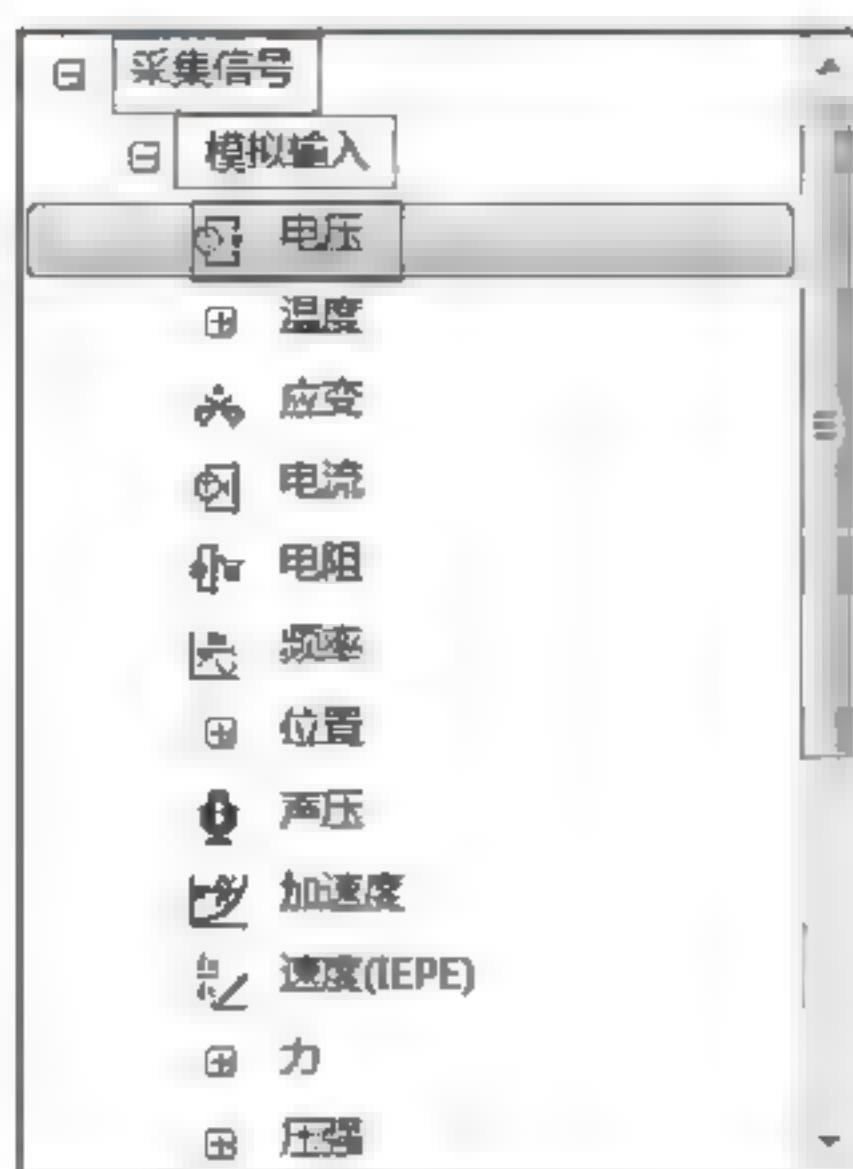 采集信号
模拟输入
电压
温度
应变
电流
电阻
频率
位置
声压
加速度
速度(IEPE)
力
压强